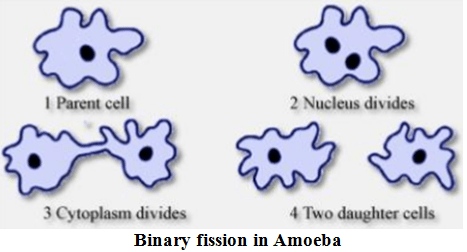 1 Parent cell
2 Nucleus divides
3 Cytoplasm divides
4 Two daughter cells
Binary fission in Amoeba